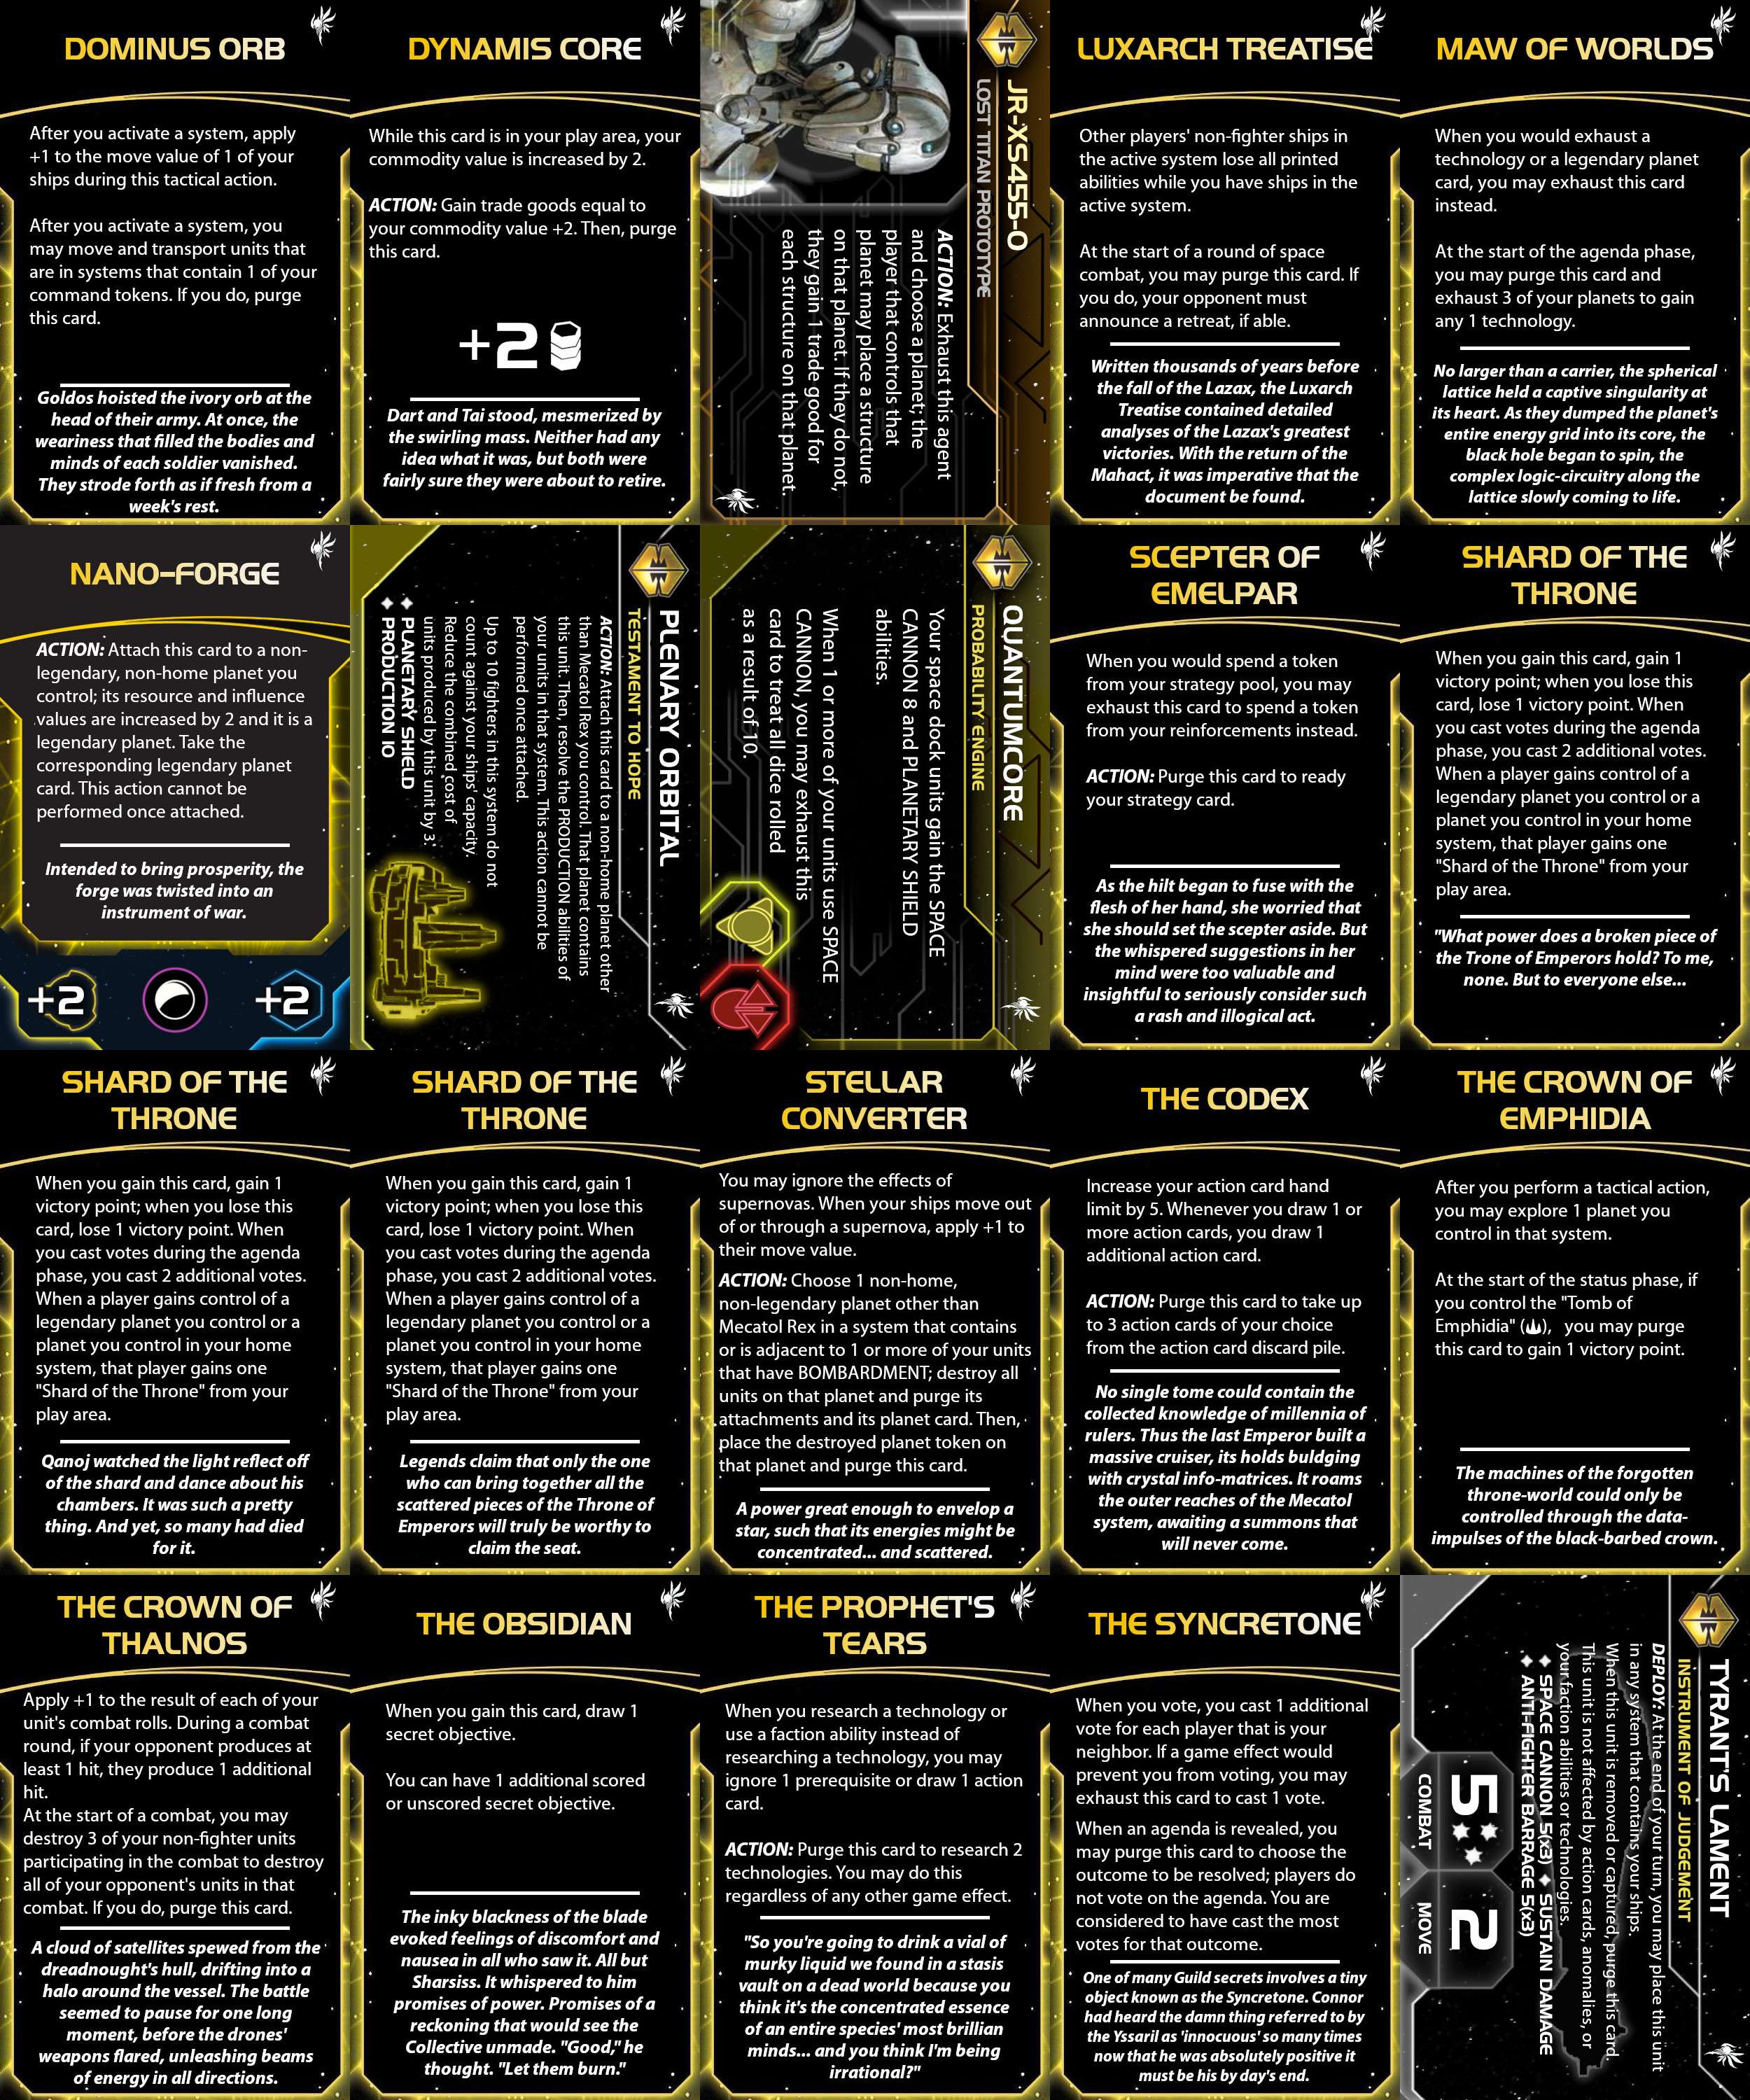 DOMINUS ORB
After you activate a system, apply
+1 to the move value of 1 of your
ships during this tactical action.
After you activate a system, you
may move and transport units that
are in systems that contain 1 of your
command tokens. If you do, purge
this card.
Goldos hoisted the ivory orb at the
head of their army. At once, the
weariness that filled the bodies and
minds of each soldier vanished.
They strode forth as if fresh from a
week's rest.
DYNAMIS CORE
While this card is in your play area, your
commodity value is increased by 2.
ACTION: Gain trade goods equal to
your commodity value +2. Then, purge
this card.
+2
Dart and Tai stood, mesmerized by
the swirling mass. Neither had any
idea what it was, but both were
fairly sure they were about to retire.
JR-XS455-O
LOST TITAN PROTOTYPE
ACTION: Exhaust this agent
and choose a planet; the
player that controls that
planet may place a structure
on that planet. If they do not,
they gain 1 trade good for
each structure on that planet.
LUXARCH TREATISE
Other players' non-fighter ships in
the active system lose all printed
abilities while you have ships in the
active system.
At the start of a round of space
combat, you may purge this card. If
you do, your opponent must
announce a retreat, if able.
Written thousands of years before
the fall of the Lazax, the Luxarch
Treatise contained detailed
analyses of the Lazax's greatest
victories. With the return of the
Mahact, it was imperative that the
document be found.
MAW OF WORLDS
When you would exhaust a
technology or a legendary planet
card, you may exhaust this card
instead.
At the start of the agenda phase,
you may purge this card and
exhaust 3 of your planets to gain
any 1 technology.
No larger than a carrier, the spherical
lattice held a captive singularity at
its heart. As they dumped the planet's
entire energy grid into its core, the
black hole began to spin, the
complex logic-circuitry along the
lattice slowly coming to life.
NANO-FORGE
ACTION: Attach this card to a non-
legendary, non-home planet you
control; its resource and influence
values are increased by 2 and it is a
legendary planet. Take the
corresponding legendary planet
card. This action cannot be
performed once attached.
Intended to bring prosperity, the
forge was twisted into an
instrument of war.
+2 +2
PLENARY ORBITAL
TESTAMENT TO HOPE
ACTION: Attach this card to a non-home planet other
than Mecatol Rex you control. That planet contains
this unit. Then, resolve the PRODUCTION abilities of
your units in that system. This action cannot be
performed once attached.
Up to 10 fighters in this system do not
count against your ships' capacity.
Reduce the combined cost of
units produced by this unit by 3.
PLANETARY SHIELD
PRODUCTION 10
QUANTUMCORE
PROBABILITY ENGINE
Your space dock units gain the SPACE
CANNON 8 and PLANETARY SHIELD
abilities.
When 1 or more of your units use SPACE
CANNON, you may exhaust this
card to treat all dice rolled
as a result of 10.
SCEPTER OF
EMELPAR
When you would spend a token
from your strategy pool, you may
exhaust this card to spend a token
from your reinforcements instead.
ACTION: Purge this card to ready
your strategy card.
As the hilt began to fuse with the
flesh of her hand, she worried that
she should set the scepter aside. But
the whispered suggestions in her
mind were too valuable and
insightful to seriously consider such
a rash and illogical act.
SHARD OF THE
THRONE
When you gain this card, gain 1
victory point; when you lose this
card, lose 1 victory point. When
you cast votes during the agenda
phase, you cast 2 additional votes.
When a player gains control of a
legendary planet you control or a
planet you control in your home
system, that player gains one
"Shard of the Throne" from your
play area.
"What power does a broken piece of
the Trone of Emperors hold? To me,
none. But to everyone else...
SHARD OF THE
THRONE
When you gain this card, gain 1
victory point; when you lose this
card, lose 1 victory point. When
you cast votes during the agenda
phase, you cast 2 additional votes.
When a player gains control of a
legendary planet you control or a
planet you control in your home
system, that player gains one
"Shard of the Throne" from your
play area.
Qanoj watched the light reflect off
of the shard and dance about his
chambers. It was such a pretty
thing. And yet, so many had died
for it.
SHARD OF THE
THRONE
When you gain this card, gain 1
victory point; when you lose this
card, lose 1 victory point. When
you cast votes during the agenda
phase, you cast 2 additional votes.
When a player gains control of a
legendary planet you control or a
planet you control in your home
system, that player gains one
"Shard of the Throne" from your
play area.
Legends claim that only the one
who can bring together all the
scattered pieces of the Throne of
Emperors will truly be worthy to
claim the seat.
STELLAR
CONVERTER
You may ignore the effects of
supernovas. When your ships move out
of or through a supernova, apply +1 to
their move value.
ACTION: Choose 1 non-home,
non-legendary planet other than
Mecatol Rex in a system that contains
or is adjacent to 1 or more of your units
that have BOMBARDMENT; destroy all
units on that planet and purge its
attachments and its planet card. Then,
place the destroyed planet token on
that planet and purge this card.
A power great enough to envelop a
star, such that its energies might be
concentrated... and scattered.
THE CODEX
Increase your action card hand
limit by 5. Whenever you draw 1 or
more action cards, you draw 1
additional action card.
ACTION: Purge this card to take up
to 3 action cards of your choice
from the action card discard pile.
No single tome could contain the
collected knowledge of millennia of
rulers. Thus the last Emperor built a
massive cruiser, its holds buldging
with crystal info-matrices. It roams
the outer reaches of the Mecatol
system, awaiting a summons that
will never come.
THE CROWN OF
EMPHIDIA
After you perform a tactical action,
you may explore 1 planet you
control in that system.
At the start of the status phase, if
you control the "Tomb of
Emphidia" ( ), you may purge
this card to gain 1 victory point.
The machines of the forgotten
throne-world could only be
controlled through the data-
impulses of the black-barbed crown.
THE CROWN OF
THALNOS
Apply +1 to the result of each of your
unit's combat rolls. During a combat
round, if your opponent produces at
least 1 hit, they produce 1 additional
hit.
At the start of a combat, you may
destroy 3 of your non-fighter units
participating in the combat to destroy
all of your opponent's units in that
combat. If you do, purge this card.
A cloud of satellites spewed from the
dreadnought's hull, drifting into a
halo around the vessel. The battle
seemed to pause for one long
moment, before the drones'
weapons flared, unleashing beams
of energy in all directions.
THE OBSIDIAN
When you gain this card, draw 1
secret objective.
You can have 1 additional scored
or unscored secret objective.
The inky blackness of the blade
evoked feelings of discomfort and
nausea in all who saw it. All but
Sharsiss. It whispered to him
promises of power. Promises of a
reckoning that would see the
Collective unmade. "Good," he
thought. "Let them burn."
THE PROPHET'S
TEARS
When you research a technology or
use a faction ability instead of
researching a technology, you may
ignore 1 prerequisite or draw 1 action
card.
ACTION: Purge this card to research 2
technologies. You may do this
regardless of any other game effect.
"So you're going to drink a vial of
murky liquid we found in a stasis
vault on a dead world because you
think it's the concentrated essence
of an entire species' most brillian
minds... and you think I'm being
irrational?"
THE SYNCRETONE
When you vote, you cast 1 additional
vote for each player that is your
neighbor. If a game effect would
prevent you from voting, you may
exhaust this card to cast 1 vote.
When an agenda is revealed, you
may purge this card to choose the
outcome to be resolved; players do
not vote on the agenda. You are
considered to have cast the most
votes for that outcome.
One of many Guild secrets involves a tiny
object known as the Syncretone. Connor
had heard the damn thing referred to by
the Yssaril as 'innocuous' so many times
now that he was absolutely positive it
must be his by day's end.
TYRANT'S LAMENT
INSTRUMENT OF JUDGEMENT
DEPLOY: At the end of your turn, you may place this unit
in any system that contains your ships.
When this unit is removed or captured, purge this card.
This unit is not affected by action cards, anomalies, or
your faction abilities or technologies.
SPACE CANNON 5(x3) SUSTAIN DAMAGE
ANTI-FIGHTER BARRAGE 5(x3)
5 2
COMBAT MOVE